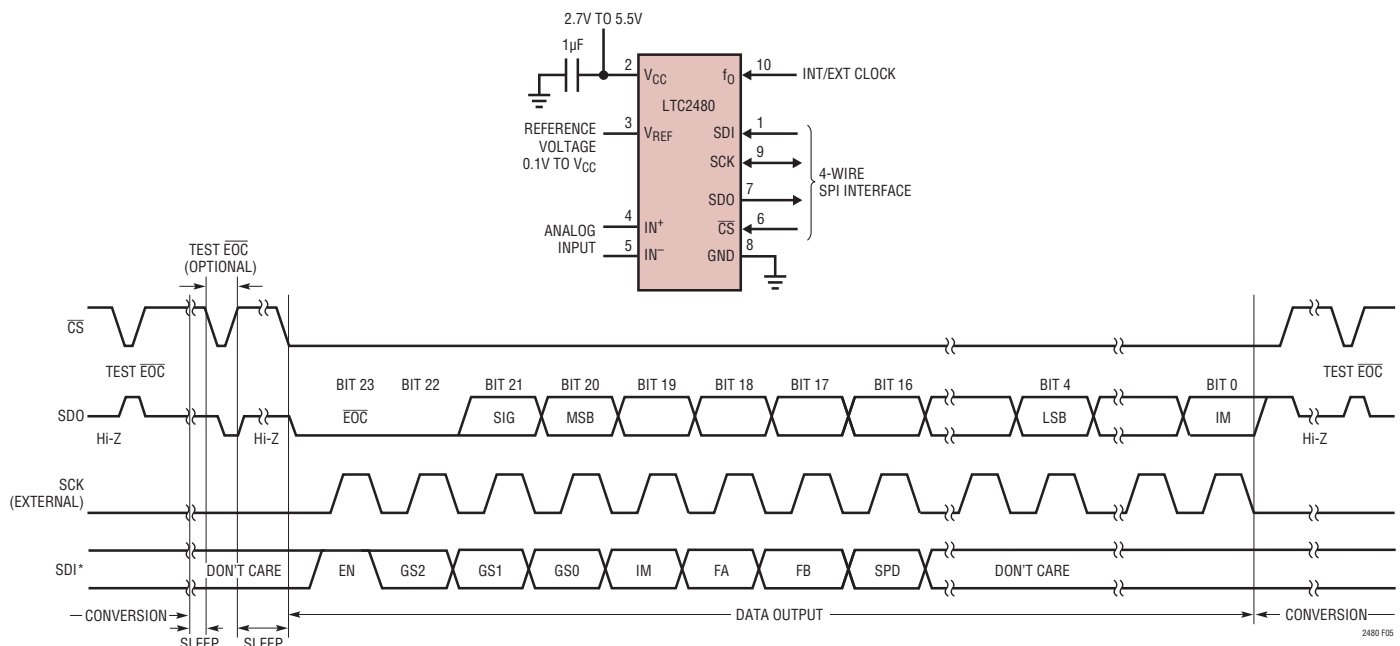 2.7V TO 5.5V
1µF
2
VCC
fO
10
INT/EXT CLOCK
LTC2480
REFERENCE
VOLTAGE
0.1V TO VCC
3
VREF
SDI
1
SCK
9
SDO
7
CS
6
4-WIRE
SPI INTERFACE
ANALOG
INPUT
4
IN+
5
IN–
GND
8
TEST EOC
(OPTIONAL)
CS
TEST EOC
BIT 23
BIT 22
BIT 21
BIT 20
BIT 19
BIT 18
BIT 17
BIT 16
BIT 4
BIT 0
TEST EOC
SDO
EOC
SIG
MSB
LSB
IM
Hi-Z
Hi-Z
Hi-Z
SCK
(EXTERNAL)
SDI*
DON'T CARE
EN
GS2
GS1
GS0
IM
FA
FB
SPD
DON'T CARE
CONVERSION
DATA OUTPUT
CONVERSION
SLEEP
SLEEP
2480 F05